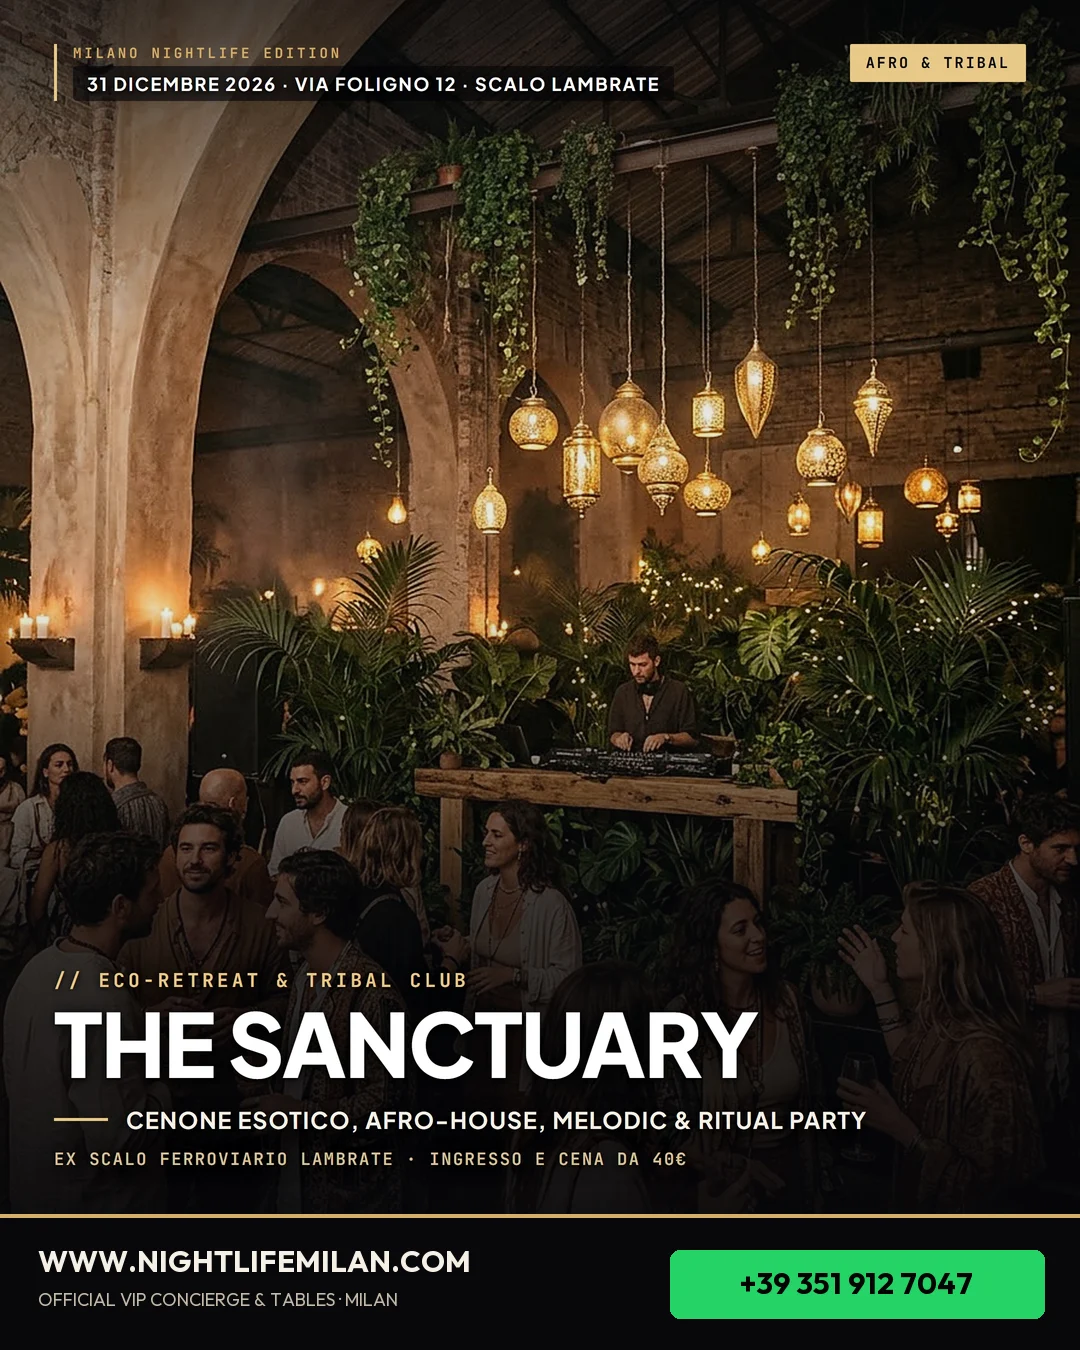 MILANO NIGHTLIFE EDITION
31 DICEMBRE 2026 · VIA FOLIGNO 12 · SCALO LAMBRATE
AFRO & TRIBAL
// ECO-RETREAT & TRIBAL CLUB
THE SANCTUARY
CENONE ESOTICO, AFRO-HOUSE, MELODIC & RITUAL PARTY
EX SCALO FERROVIARIO LAMBRATE · INGRESSO E CENA DA 40€
WWW.NIGHTLIFEMILAN.COM
OFFICIAL VIP CONCIERGE & TABLES · MILAN
+39 351 912 7047